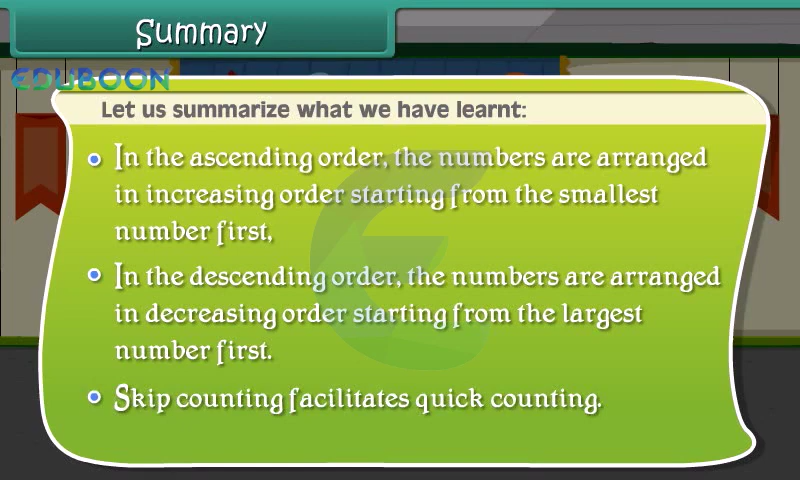 Summary
EDUBOON
Let us summarize what we have learnt:
In the ascending order, the numbers are arranged
in increasing order starting from the smallest
number first,
In the descending order, the numbers are arranged
in decreasing order starting from the largest
number first.
Skip counting facilitates quick counting.